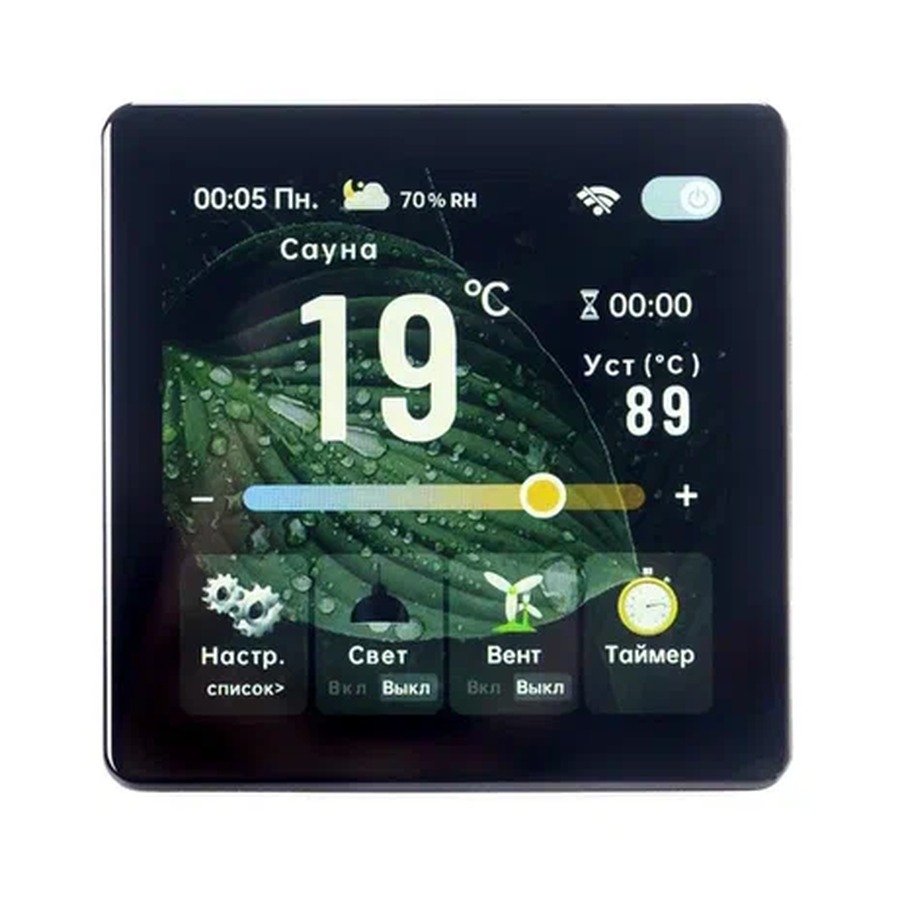 00:05 Пн. 70% RH
Сауна
19°C
00:00
Уст (°C)
89
− +
Настр. Свет Вент Таймер
список> Вкл Выкл Вкл Выкл